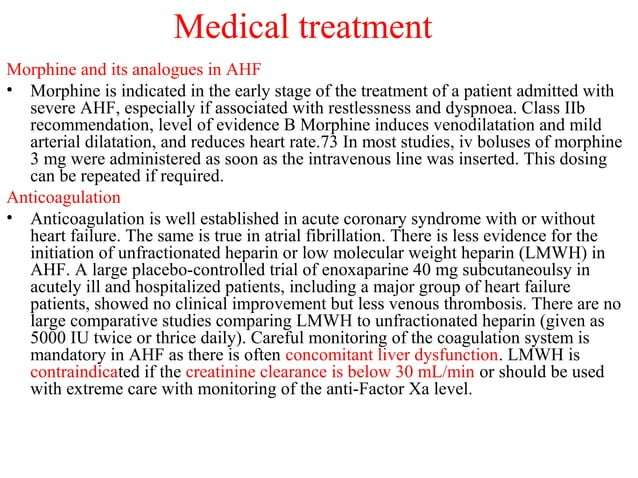 Medical treatment
Morphine and its analogues in AHF
• Morphine is indicated in the early stage of the treatment of a patient admitted with
severe AHF, especially if associated with restlessness and dyspnoea. Class IIb
recommendation, level of evidence B Morphine induces venodilatation and mild
arterial dilatation, and reduces heart rate.73 In most studies, iv boluses of morphine
3 mg were administered as soon as the intravenous line was inserted. This dosing
can be repeated if required.
Anticoagulation
• Anticoagulation is well established in acute coronary syndrome with or without
heart failure. The same is true in atrial fibrillation. There is less evidence for the
initiation of unfractionated heparin or low molecular weight heparin (LMWH) in
AHF. A large placebo-controlled trial of enoxaparine 40 mg subcutaneoulsy in
acutely ill and hospitalized patients, including a major group of heart failure
patients, showed no clinical improvement but less venous thrombosis. There are no
large comparative studies comparing LMWH to unfractionated heparin (given as
5000 IU twice or thrice daily). Careful monitoring of the coagulation system is
mandatory in AHF as there is often concomitant liver dysfunction. LMWH is
contraindicated if the creatinine clearance is below 30 mL/min or should be used
with extreme care with monitoring of the anti-Factor Xa level.